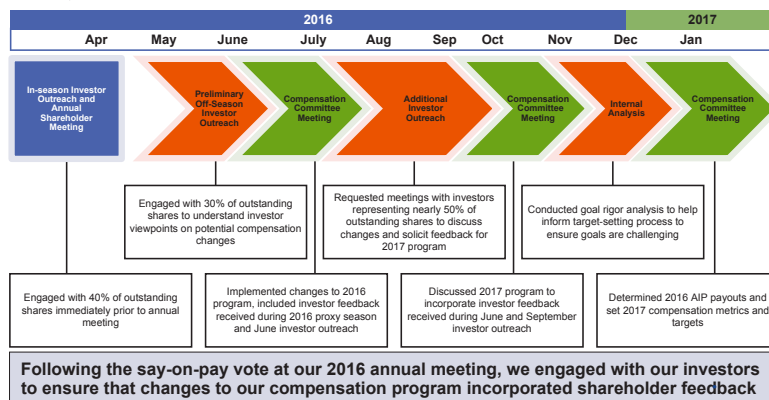 2016
2017
Apr
May
June
July
Aug
Sep
Oct
Nov
Dec
Jan
In-season Investor
Outreach and
Annual
Shareholder
Meeting
Preliminary
Off-Season
Investor
Outreach
Compensation
Committee
Meeting
Additional
Investor
Outreach
Compensation
Committee
Meeting
Internal
Analysis
Compensation
Committee
Meeting
Engaged with 30% of outstanding
shares to understand investor
viewpoints on potential compensation
changes
Requested meetings with investors
representing nearly 50% of
outstanding shares to discuss
changes and solicit feedback for
2017 program
Conducted goal rigor analysis to help
inform target-setting process to
ensure goals are challenging
Engaged with 40% of outstanding
shares immediately prior to annual
meeting
Implemented changes to 2016
program, included investor feedback
received during 2016 proxy season
and June investor outreach
Discussed 2017 program to
incorporate investor feedback
received during June and September
investor outreach
Determined 2016 AIP payouts and
set 2017 compensation metrics and
targets
Following the say-on-pay vote at our 2016 annual meeting, we engaged with our investors
to ensure that changes to our compensation program incorporated shareholder feedback